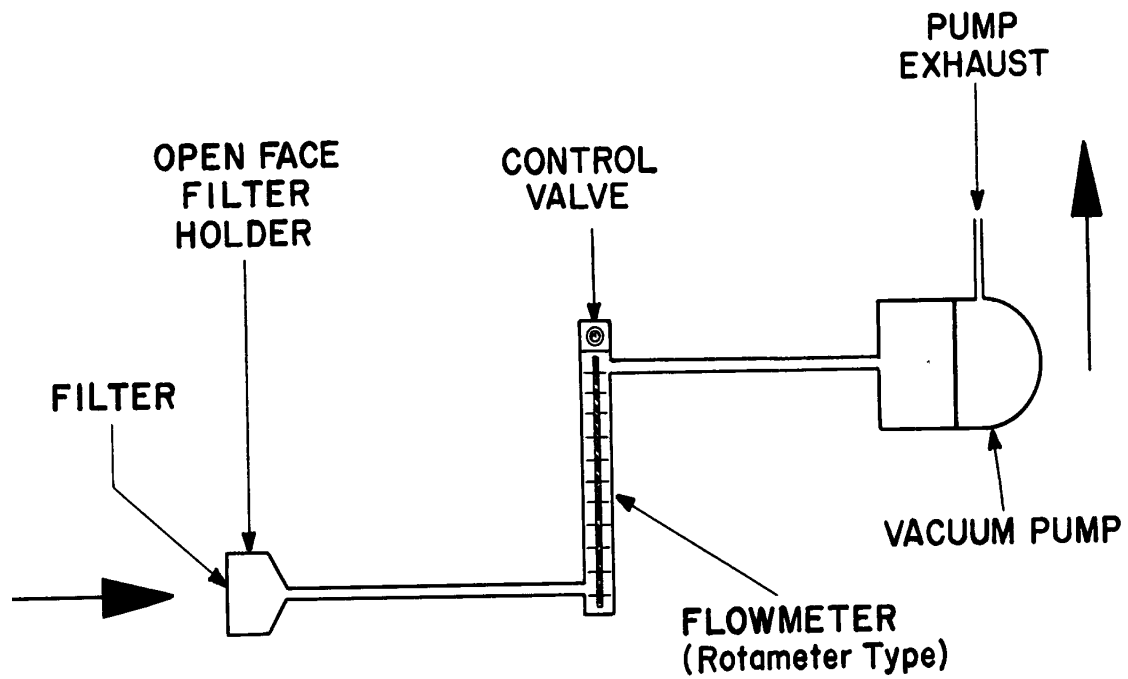 PUMP
EXHAUST
OPEN FACE
FILTER
HOLDER
CONTROL
VALVE
FILTER
VACUUM PUMP
FLOWMETER
(Rotameter Type)